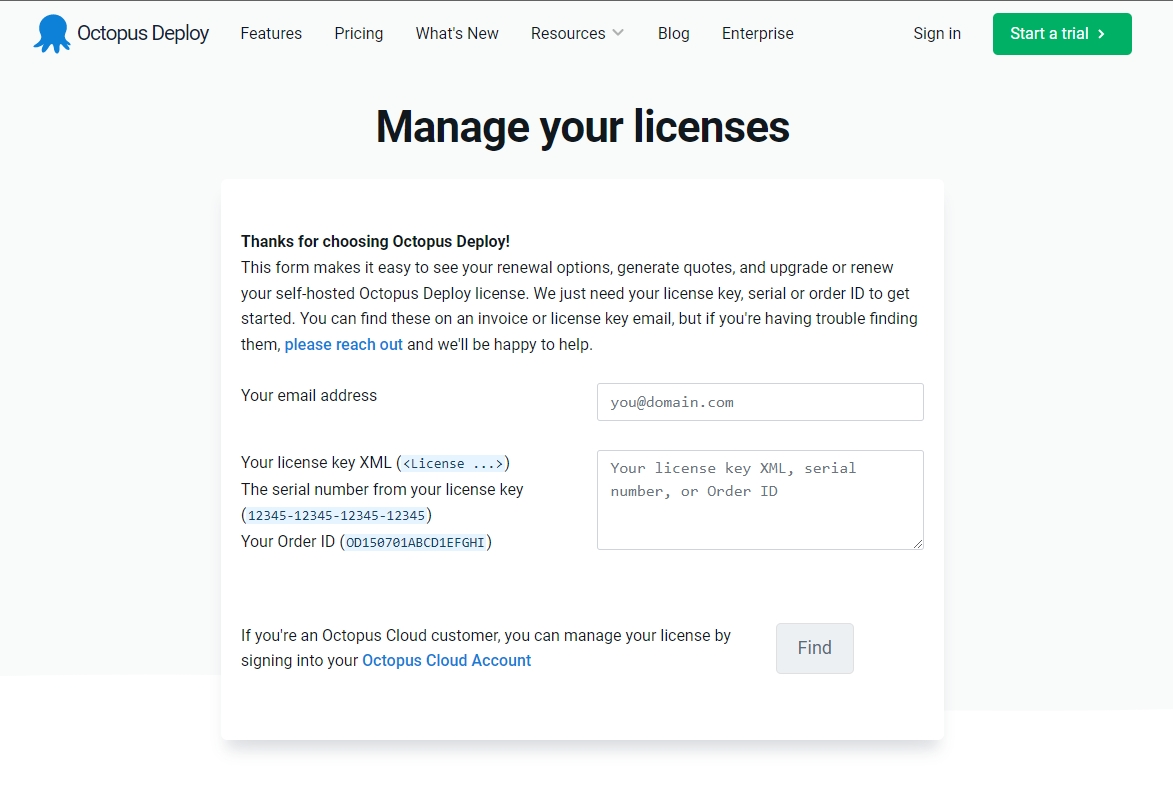 Octopus Deploy Features Pricing What's New Resources Blog Enterprise Sign in Start a trial
Manage your licenses
Thanks for choosing Octopus Deploy!
This form makes it easy to see your renewal options, generate quotes, and upgrade or renew
your self-hosted Octopus Deploy license. We just need your license key, serial or order ID to get
started. You can find these on an invoice or license key email, but if you're having trouble finding
them, please reach out and we'll be happy to help.
Your email address
you@domain.com
Your license key XML (<License ...>)
The serial number from your license key
(12345-12345-12345-12345)
Your Order ID (OD150701ABCD1EFGHI)
Your license key XML, serial
number, or Order ID
If you're an Octopus Cloud customer, you can manage your license by
signing into your Octopus Cloud Account
Find